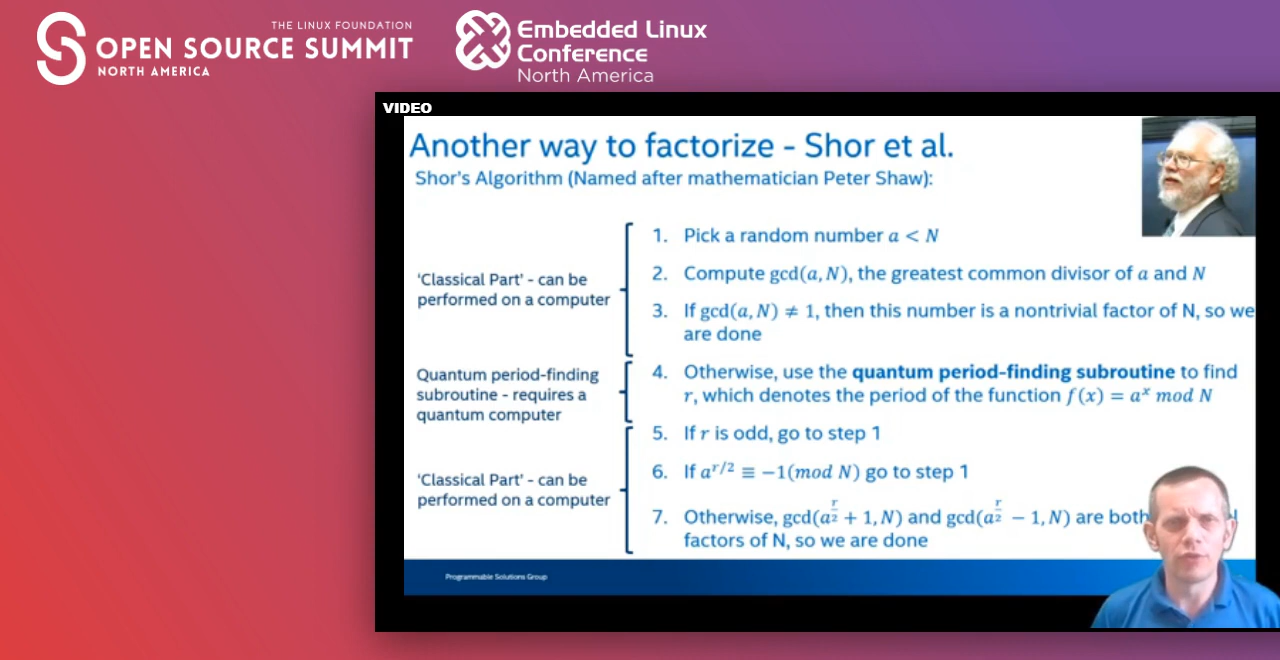 THE LINUX FOUNDATION
OPEN SOURCE SUMMIT
NORTH AMERICA
Embedded Linux
Conference
North America
VIDEO
Another way to factorize - Shor et al.
Shor's Algorithm (Named after mathematician Peter Shaw):
'Classical Part' - can be
performed on a computer
1. Pick a random number a < N
2. Compute gcd(a, N), the greatest common divisor of a and N
3. If gcd(a, N) ≠ 1, then this number is a nontrivial factor of N, so we
are done
Quantum period-finding
subroutine - requires a
quantum computer
4. Otherwise, use the quantum period-finding subroutine to find
r, which denotes the period of the function f(x) = a^x mod N
'Classical Part' - can be
performed on a computer
5. If r is odd, go to step 1
6. If a^{r/2} ≡ −1(mod N) go to step 1
7. Otherwise, gcd(a^{r/2} + 1, N) and gcd(a^{r/2} − 1, N) are both
factors of N, so we are done
Programmable Solutions Group